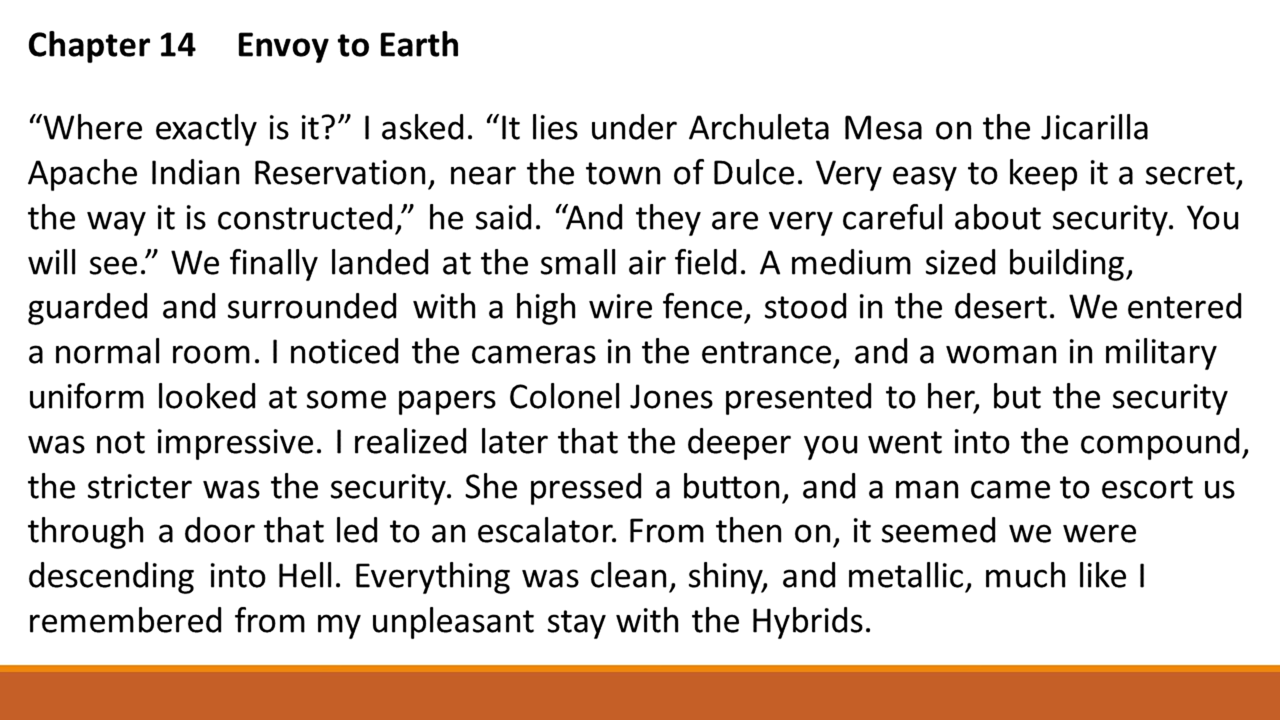 Chapter 14 Envoy to Earth
“Where exactly is it?” I asked. “It lies under Archuleta Mesa on the Jicarilla
Apache Indian Reservation, near the town of Dulce. Very easy to keep it a secret,
the way it is constructed,” he said. “And they are very careful about security. You
will see.” We finally landed at the small air field. A medium sized building,
guarded and surrounded with a high wire fence, stood in the desert. We entered
a normal room. I noticed the cameras in the entrance, and a woman in military
uniform looked at some papers Colonel Jones presented to her, but the security
was not impressive. I realized later that the deeper you went into the compound,
the stricter was the security. She pressed a button, and a man came to escort us
through a door that led to an escalator. From then on, it seemed we were
descending into Hell. Everything was clean, shiny, and metallic, much like I
remembered from my unpleasant stay with the Hybrids.